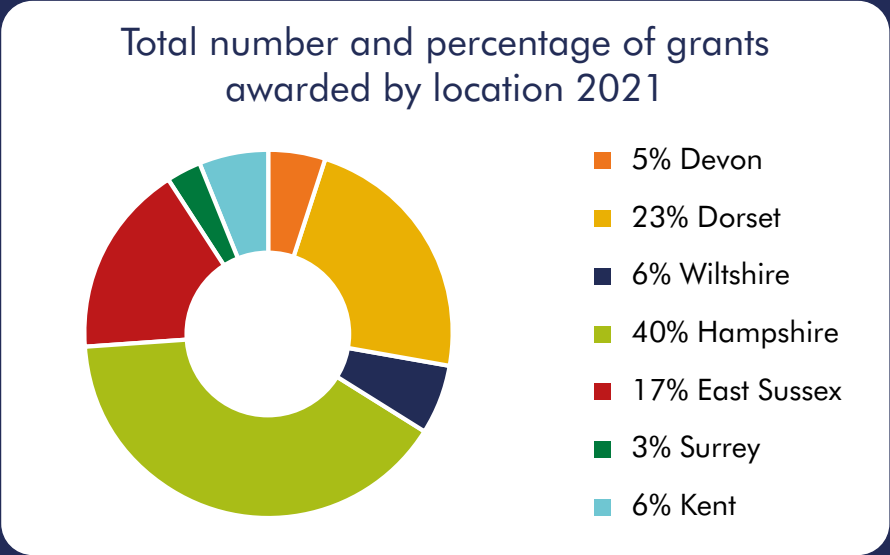 Total number and percentage of grants
awarded by location 2021
5% Devon
23% Dorset
6% Wiltshire
40% Hampshire
17% East Sussex
3% Surrey
6% Kent